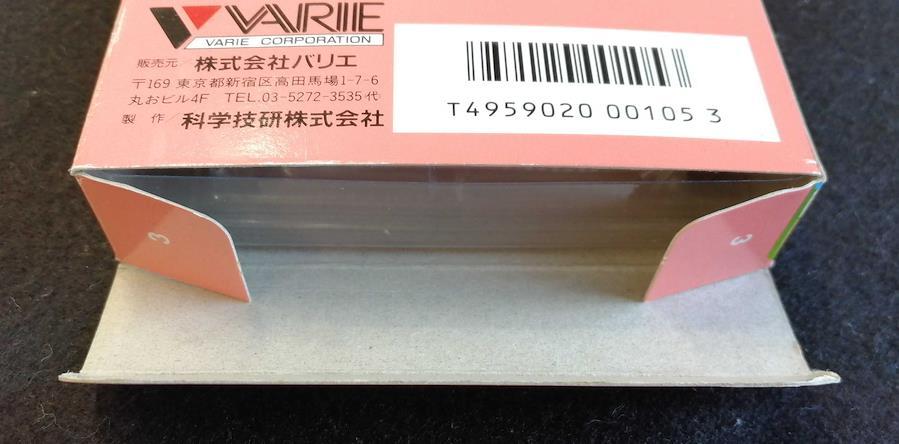 VARIE
VARIE CORPORATION
販売元/株式会社バリエ
〒169 東京都新宿区高田馬場1-7-6
丸おビル4F TEL.03-5272-3535代
製 作/科学技研株式会社
T4959020 00105 3
3
3